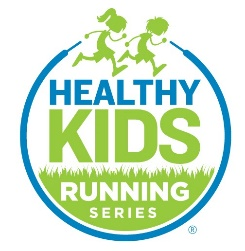 HEALTHY
KIDS
RUNNING
SERIES
®